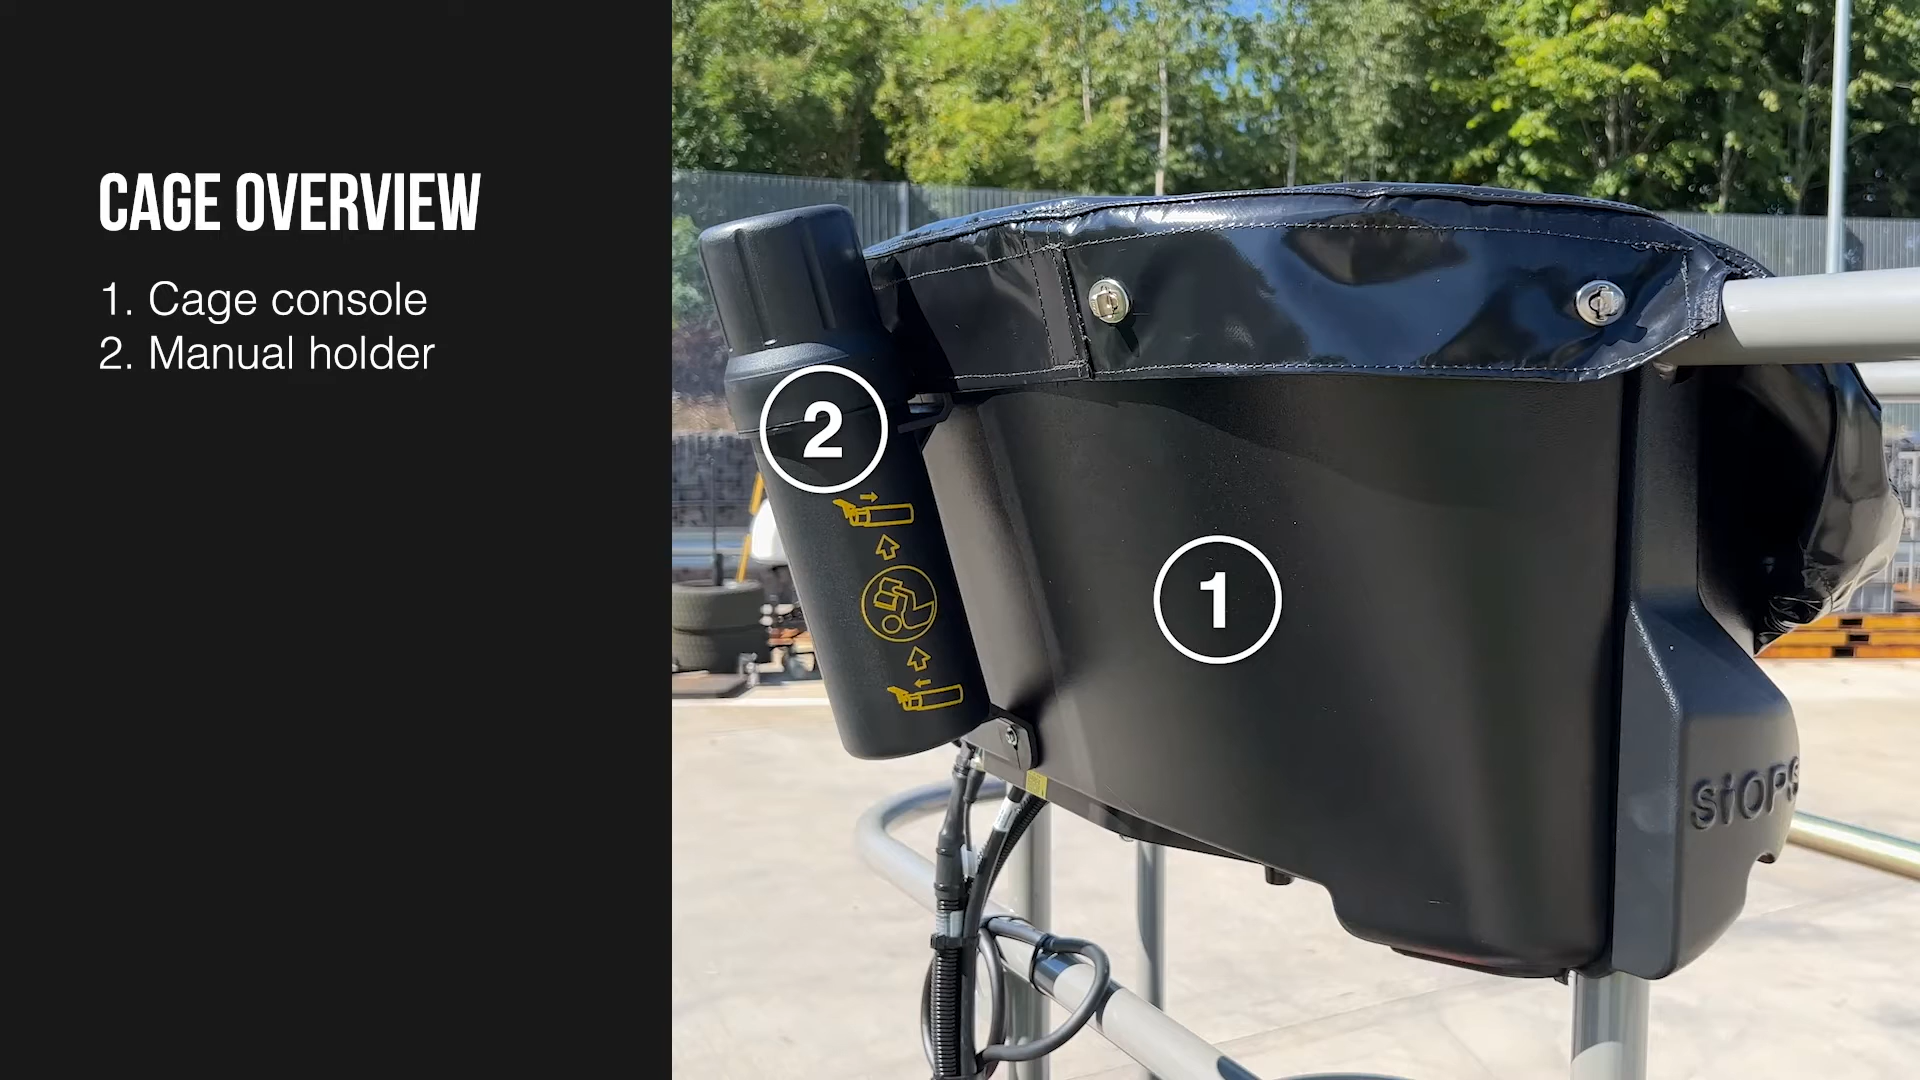 CAGE OVERVIEW
1. Cage console
2. Manual holder
2
1